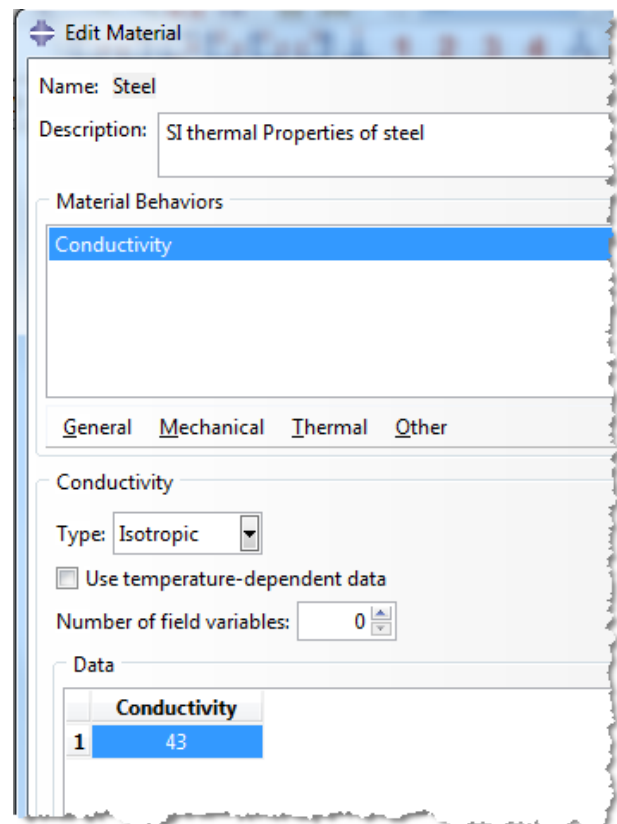 Edit Material
Name: Steel
Description: SI thermal Properties of steel
Material Behaviors
Conductivity
General Mechanical Thermal Other
Conductivity
Type: Isotropic
Use temperature-dependent data
Number of field variables: 0
Data
Conductivity
1 43